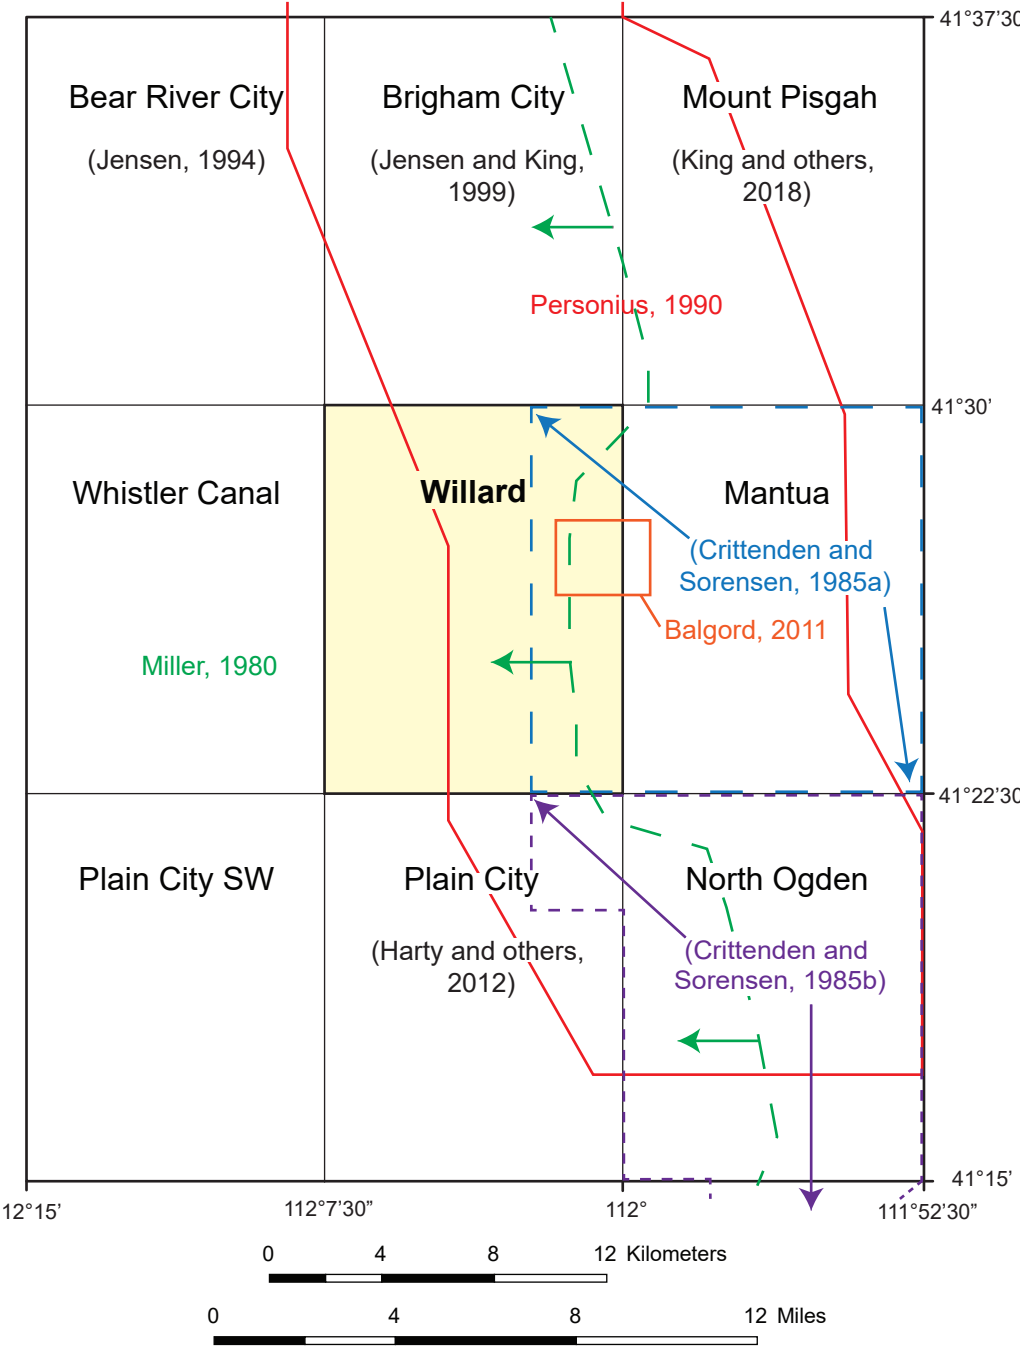 41°37'30
Bear River City
Brigham City
Mount Pisgah
(Jensen, 1994)
(Jensen and King,
1999)
(King and others,
2018)
Personius, 1990
41°30'
Whistler Canal
Willard
Mantua
(Crittenden and
Sorensen, 1985a)
Balgord, 2011
Miller, 1980
41°22'30
Plain City SW
Plain City
North Ogden
(Harty and others,
2012)
(Crittenden and
Sorensen, 1985b)
41°15'
12°15'
112°7'30"
112°
111°52'30"
0 4 8 12 Kilometers
0 4 8 12 Miles